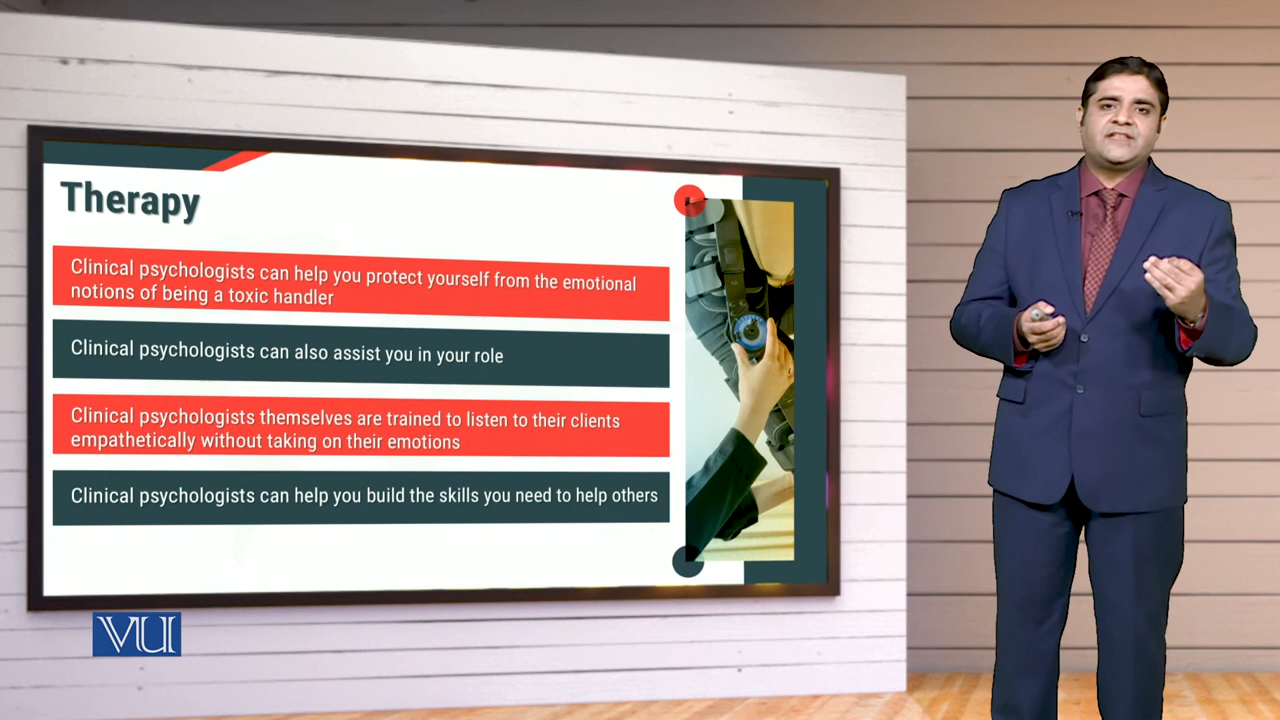 Therapy
Clinical psychologists can help you protect yourself from the emotional
notions of being a toxic handler
Clinical psychologists can also assist you in your role
Clinical psychologists themselves are trained to listen to their clients
empathetically without taking on their emotions
Clinical psychologists can help you build the skills you need to help others
VU